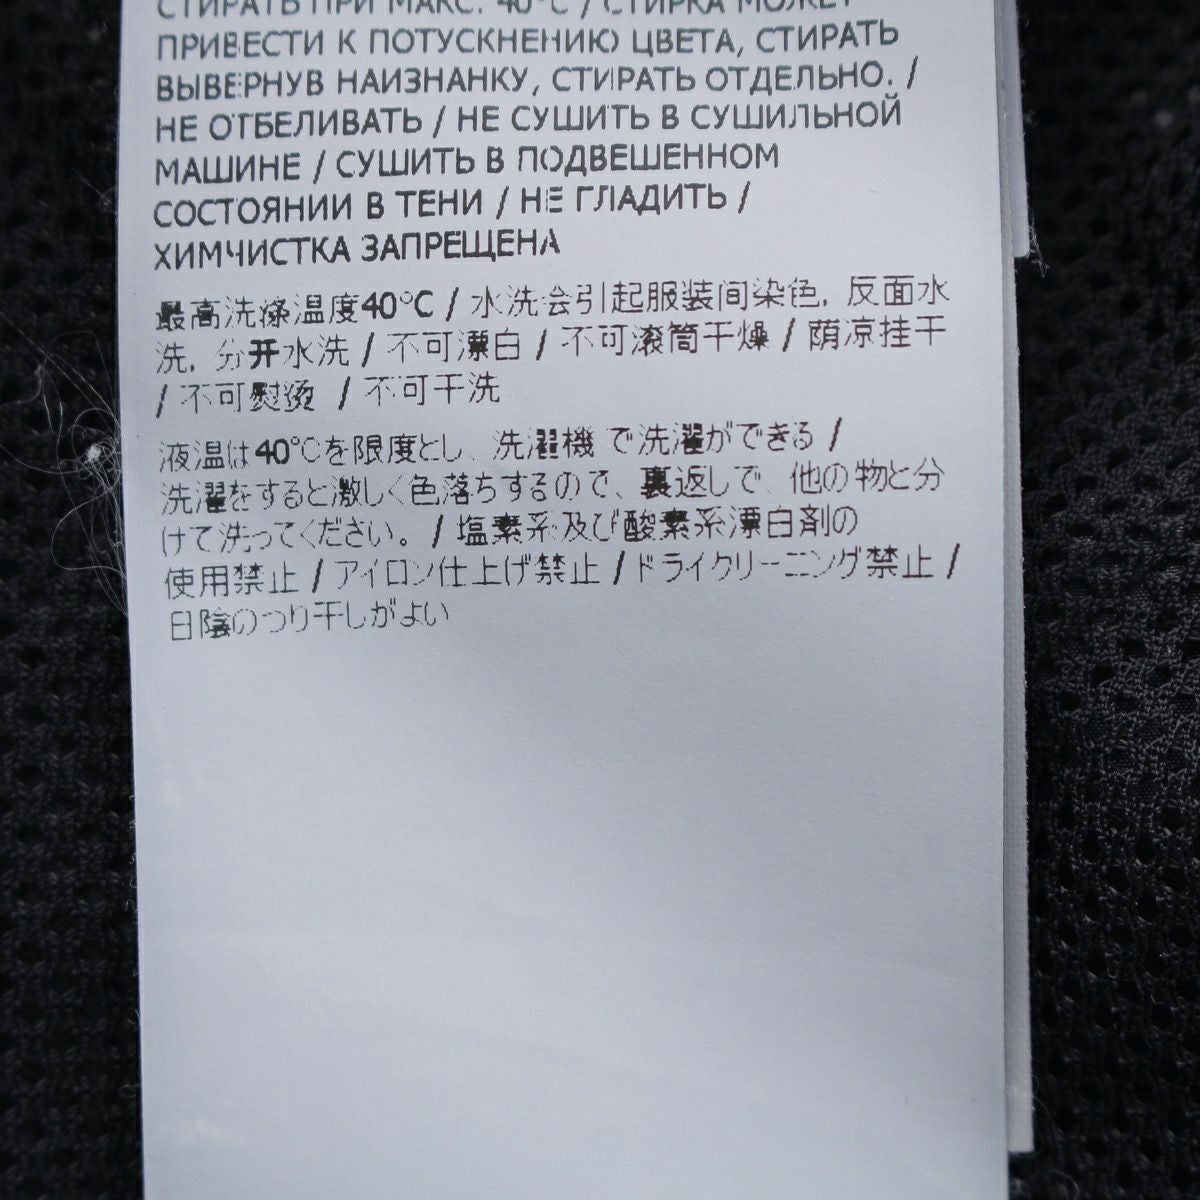 СТИРАТЬ ПРИ МАКС. 40°C / СТИРКА МОЖЕТ
ПРИВЕСТИ К ПОТУСКНЕНИЮ ЦВЕТА, СТИРАТЬ
ВЫВЕРНУВ НАИЗНАНКУ, СТИРАТЬ ОТДЕЛЬНО. /
НЕ ОТБЕЛИВАТЬ / НЕ СУШИТЬ В СУШИЛЬНОЙ
МАШИНЕ / СУШИТЬ В ПОДВЕШЕННОМ
СОСТОЯНИИ В ТЕНИ / НЕ ГЛАДИТЬ /
ХИМЧИСТКА ЗАПРЕЩЕНА
最高洗涤温度40°C / 水洗会引起服装间染色, 反面水
洗, 分开水洗 / 不可漂白 / 不可滚筒干燥 / 荫凉挂干
/ 不可熨烫 / 不可干洗
液温は40℃を限度とし、洗濯機で洗濯ができる /
洗濯をすると激しく色落ちするので、裏返しで、他の物と分
けて洗ってください。 / 塩素系及び酸素系漂白剤の
使用禁止 / アイロン仕上げ禁止 / ドライクリーニング禁止 /
日陰のつり干しがよい